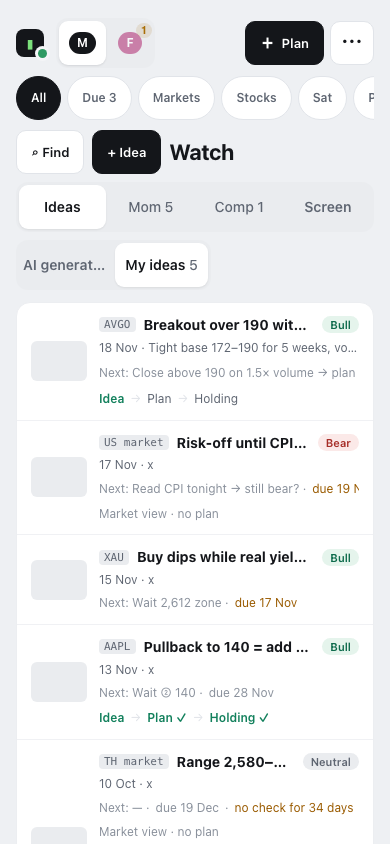 M F 1 + Plan ...
All Due 3 Markets Stocks Sat
⌕ Find + Idea Watch
Ideas Mom 5 Comp 1 Screen
AI generat... My ideas 5
AVGO Breakout over 190 wit... Bull
18 Nov · Tight base 172–190 for 5 weeks, vo...
Next: Close above 190 on 1.5× volume → plan
Idea → Plan → Holding
US market Risk-off until CPI... Bear
17 Nov · x
Next: Read CPI tonight → still bear? · due 19 N
Market view · no plan
XAU Buy dips while real yiel... Bull
15 Nov · x
Next: Wait 2,612 zone · due 17 Nov
AAPL Pullback to 140 = add ... Bull
13 Nov · x
Next: Wait ② 140 · due 28 Nov
Idea → Plan ✓ → Holding ✓
TH market Range 2,580–... Neutral
10 Oct · x
Next: — · due 19 Dec · no check for 34 days
Market view · no plan